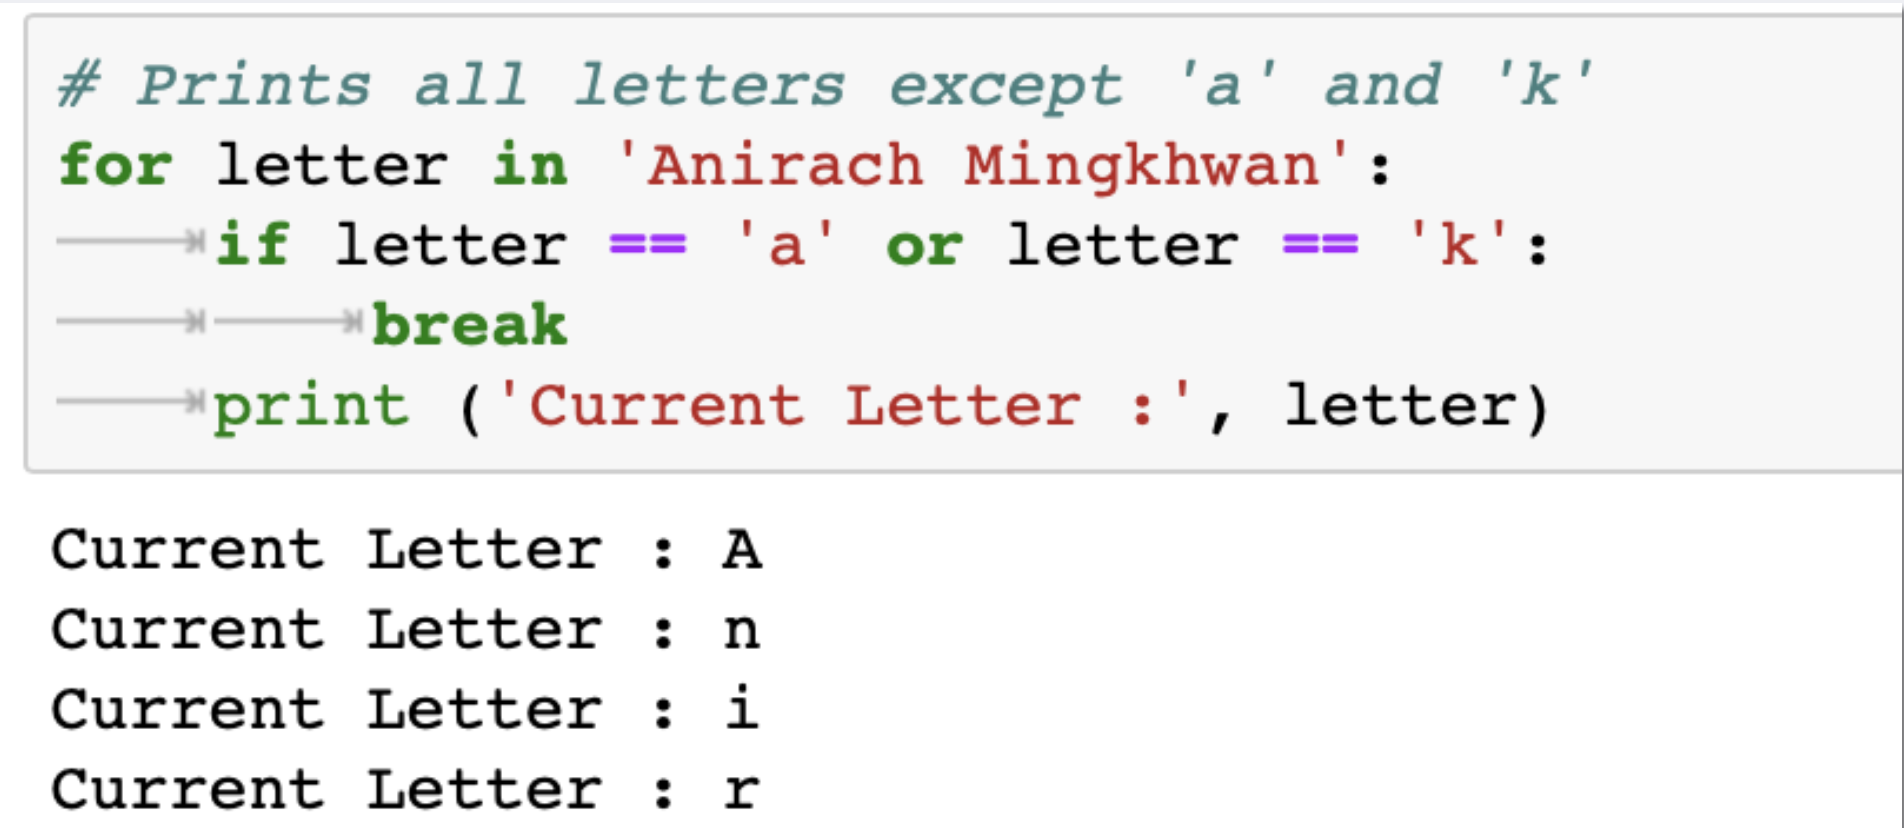 # Prints all letters except 'a' and 'k'
for letter in 'Anirach Mingkhwan':
    if letter == 'a' or letter == 'k':
        break
    print ('Current Letter :', letter)
Current Letter : A
Current Letter : n
Current Letter : i
Current Letter : r